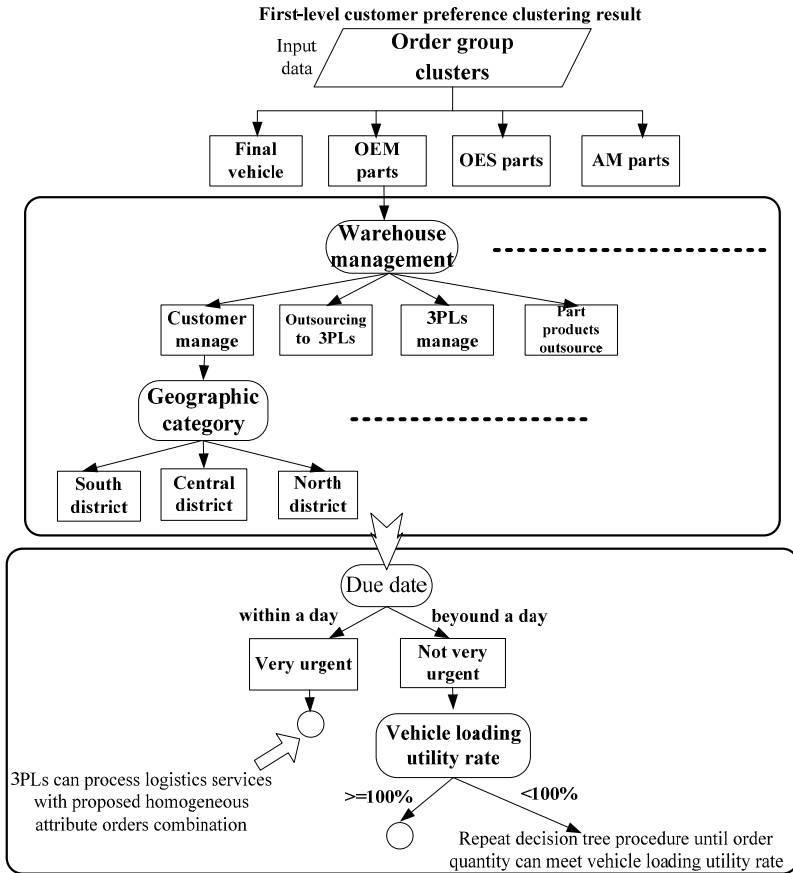 First-level customer preference clustering result
Input
data
Order group
clusters
Final
vehicle
OEM
parts
OES parts
AM parts
Warehouse
management
Customer
manage
Outsourcing
to 3PLs
3PLs
manage
Part
products
outsource
Geographic
category
South
district
Central
district
North
district
Due date
within a day
beyound a day
Very urgent
Not very
urgent
Vehicle loading
utility rate
3PLs can process logistics services
with proposed homogeneous
attribute orders combination
>=100%
<100%
Repeat decision tree procedure until order
quantity can meet vehicle loading utility rate